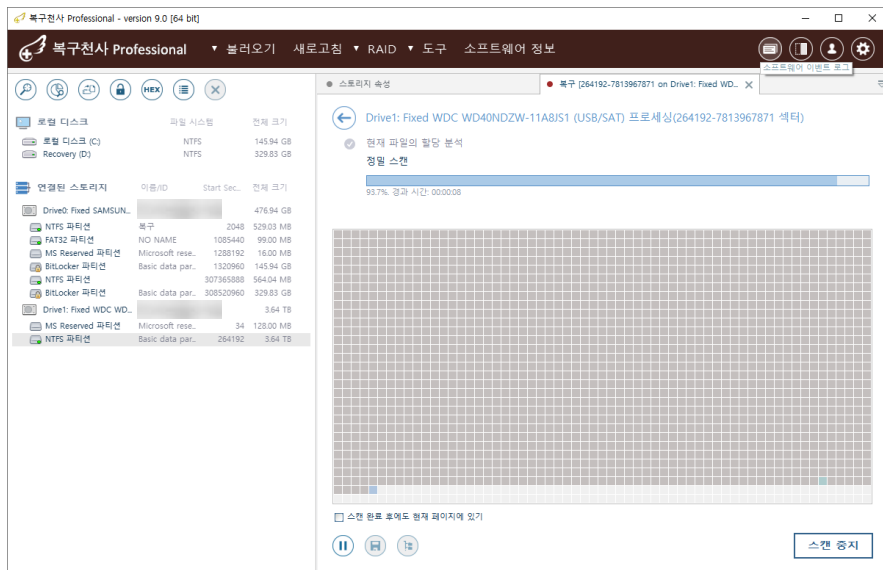 복구천사 Professional - version 9.0 [64 bit]
복구천사 Professional ▼ 불러오기 새로고침 ▼ RAID ▼ 도구 소프트웨어 정보
소프트웨어 이벤트 로그
HEX
스토리지 속성
복구 [264192-7813967871 on Drive1: Fixed WD..
로컬 디스크 파일 시스템 전체 크기
로컬 디스크 (C:) NTFS 145.94 GB
Recovery (D:) NTFS 329.83 GB
연결된 스토리지 이름/ID Start Sec.. 전체 크기
Drive0: Fixed SAMSUN.. 476.94 GB
NTFS 파티션 복구 2048 529.03 MB
FAT32 파티션 NO NAME 1085440 99.00 MB
MS Reserved 파티션 Microsoft rese.. 1288192 16.00 MB
BitLocker 파티션 Basic data par.. 1320960 145.94 GB
NTFS 파티션 307365888 564.04 MB
BitLocker 파티션 Basic data par.. 308520960 329.83 GB
Drive1: Fixed WDC WD.. 3.64 TB
MS Reserved 파티션 Microsoft rese.. 34 128.00 MB
NTFS 파티션 Basic data par.. 264192 3.64 TB
Drive1: Fixed WDC WD40NDZW-11A8JS1 (USB/SAT) 프로세싱(264192-7813967871 섹터)
현재 파일의 할당 분석
정밀 스캔
93.7%. 경과 시간: 00:00:08
스캔 완료 후에도 현재 페이지에 있기
스캔 중지